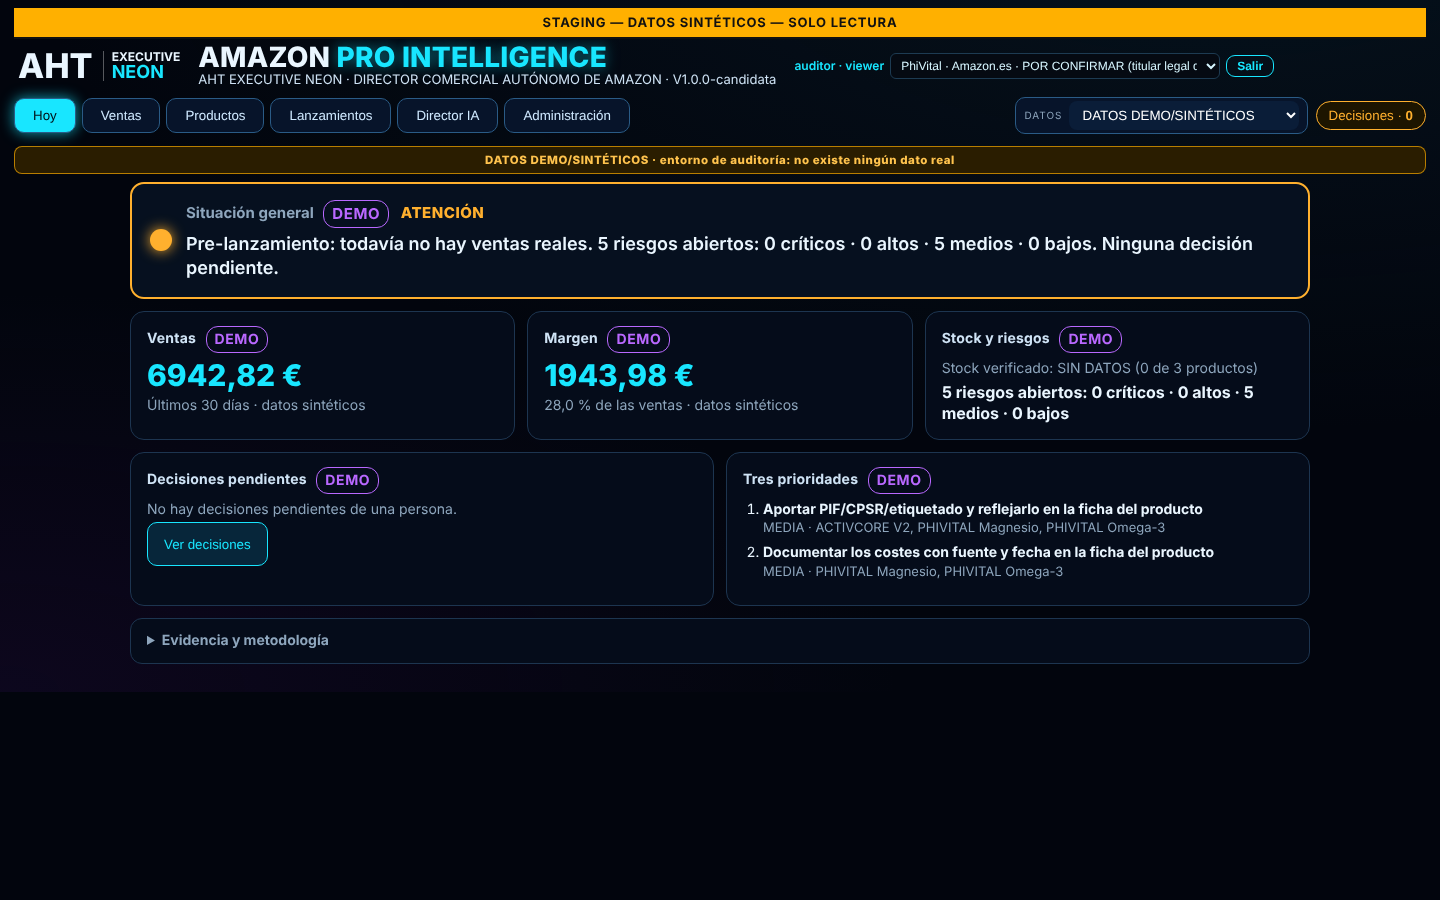 STAGING — DATOS SINTÉTICOS — SOLO LECTURA
AHT
EXECUTIVE
NEON
AMAZON PRO INTELLIGENCE
AHT EXECUTIVE NEON · DIRECTOR COMERCIAL AUTÓNOMO DE AMAZON · V1.0.0-candidata
auditor · viewer
PhiVital · Amazon.es · POR CONFIRMAR (titular legal
Salir
Hoy
Ventas
Productos
Lanzamientos
Director IA
Administración
DATOS
DATOS DEMO/SINTÉTICOS
Decisiones · 0
DATOS DEMO/SINTÉTICOS · entorno de auditoría: no existe ningún dato real
Situación general DEMO ATENCIÓN
Pre-lanzamiento: todavía no hay ventas reales. 5 riesgos abiertos: 0 críticos · 0 altos · 5 medios · 0 bajos. Ninguna decisión
pendiente.
Ventas DEMO
6942,82 €
Últimos 30 días · datos sintéticos
Margen DEMO
1943,98 €
28,0 % de las ventas · datos sintéticos
Stock y riesgos DEMO
Stock verificado: SIN DATOS (0 de 3 productos)
5 riesgos abiertos: 0 críticos · 0 altos · 5
medios · 0 bajos
Decisiones pendientes DEMO
No hay decisiones pendientes de una persona.
Ver decisiones
Tres prioridades DEMO
1. Aportar PIF/CPSR/etiquetado y reflejarlo en la ficha del producto
MEDIA · ACTIVCORE V2, PHIVITAL Magnesio, PHIVITAL Omega-3
2. Documentar los costes con fuente y fecha en la ficha del producto
MEDIA · PHIVITAL Magnesio, PHIVITAL Omega-3
Evidencia y metodología